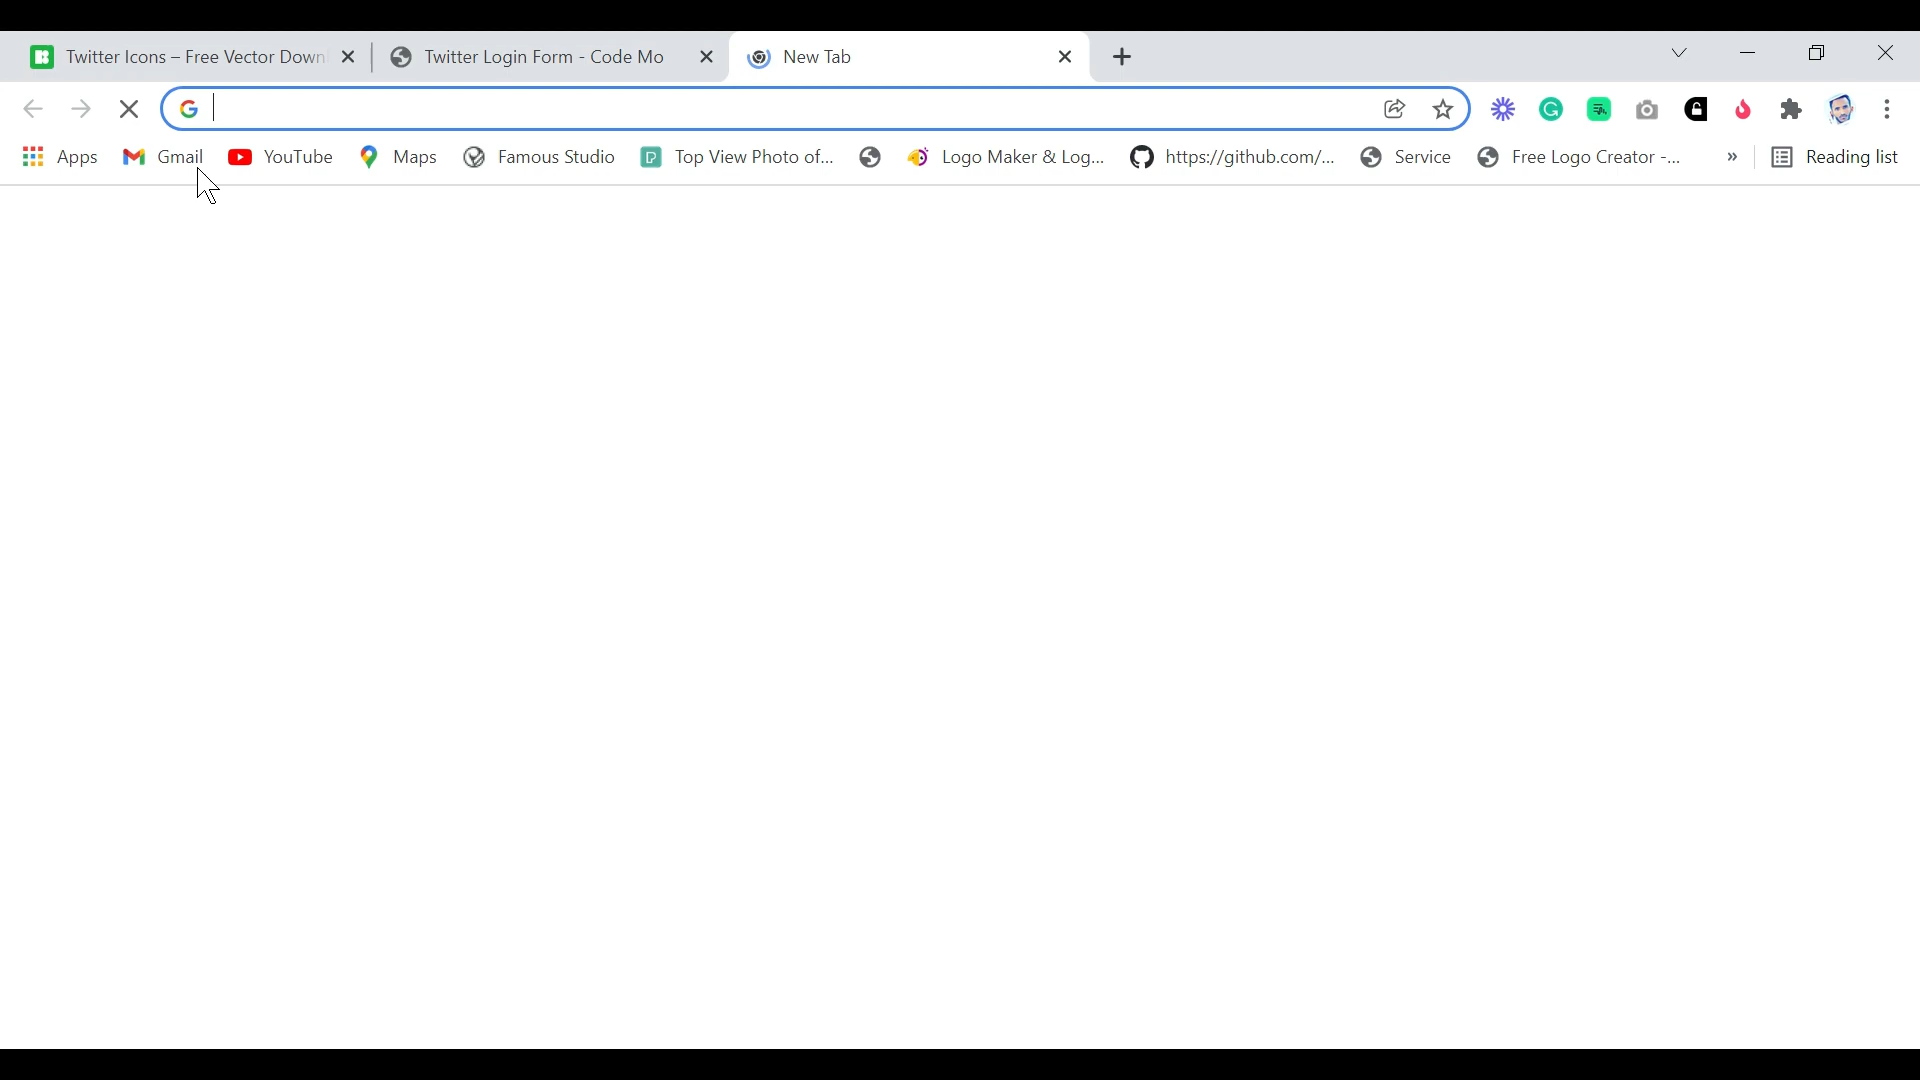 Twitter Icons – Free Vector Down
Twitter Login Form - Code Mo
New Tab
Apps
Gmail
YouTube
Maps
Famous Studio
Top View Photo of...
Logo Maker & Log...
https://github.com/...
Service
Free Logo Creator -...
»
Reading list